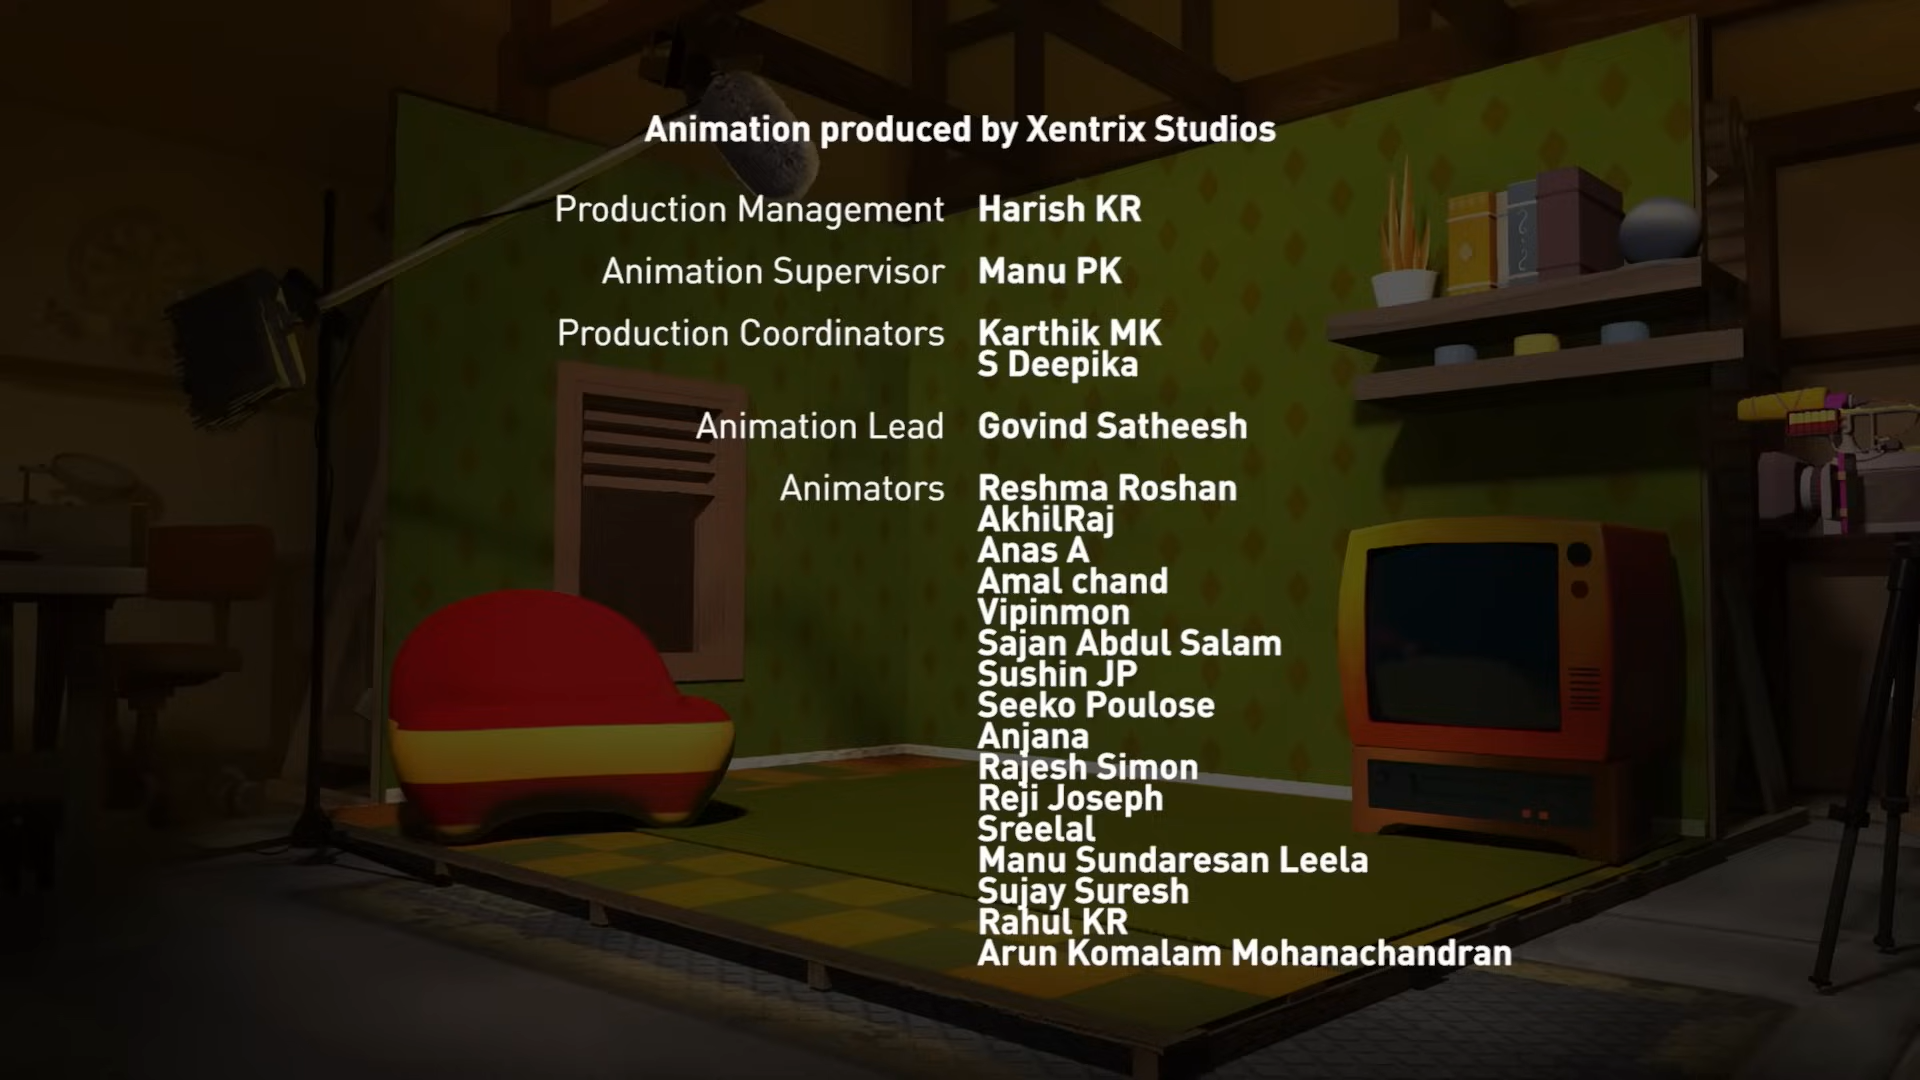 Animation produced by Xentrix Studios
Production Management Harish KR
Animation Supervisor Manu PK
Production Coordinators Karthik MK
S Deepika
Animation Lead Govind Satheesh
Animators Reshma Roshan
AkhilRaj
Anas A
Amal chand
Vipinmon
Sajan Abdul Salam
Sushin JP
Seeko Poulose
Anjana
Rajesh Simon
Reji Joseph
Sreelal
Manu Sundaresan Leela
Sujay Suresh
Rahul KR
Arun Komalam Mohanachandran